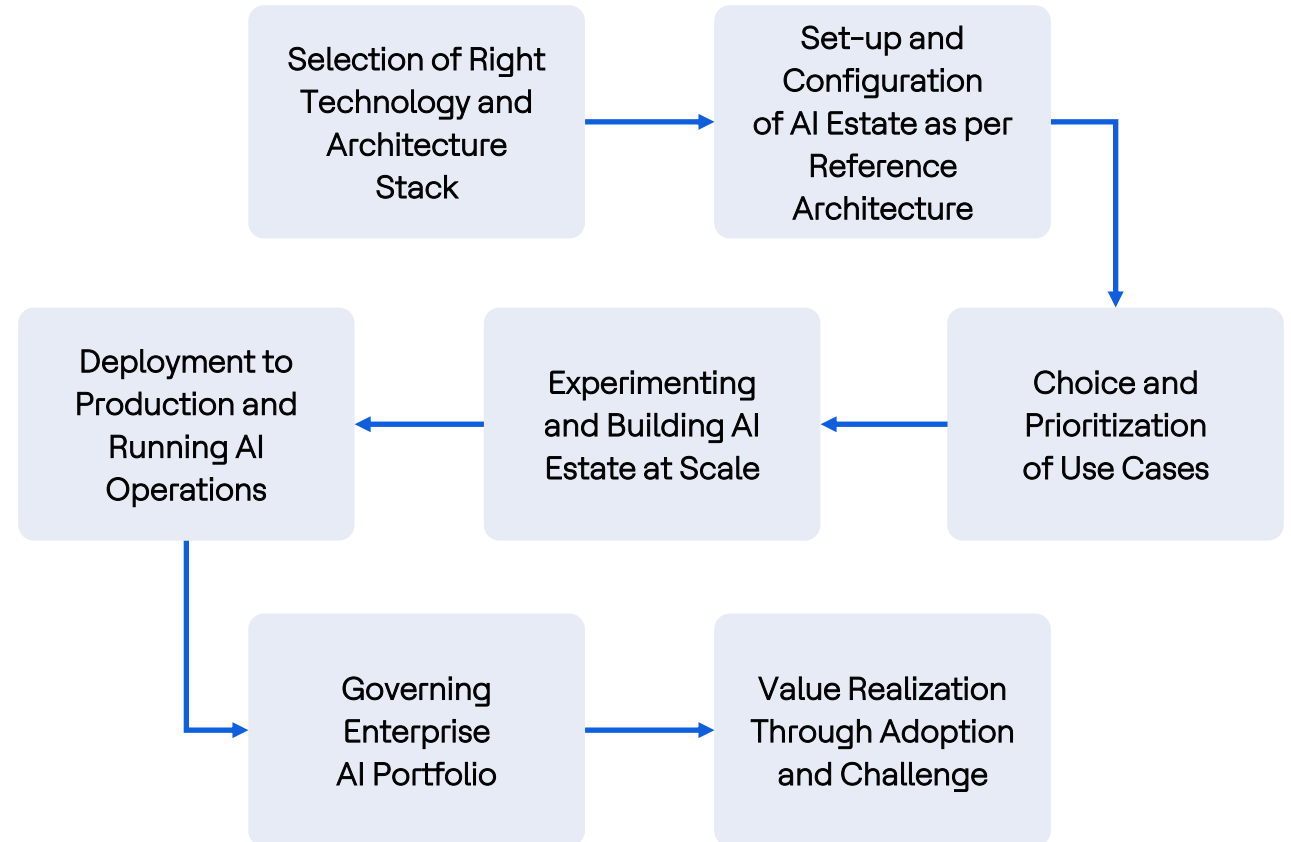 Selection of Right
Technology and
Architecture
Stack
Set-up and
Configuration
of AI Estate as per
Reference
Architecture
Choice and
Prioritization
of Use Cases
Experimenting
and Building AI
Estate at Scale
Deployment to
Production and
Running AI
Operations
Governing
Enterprise
AI Portfolio
Value Realization
Through Adoption
and Challenge